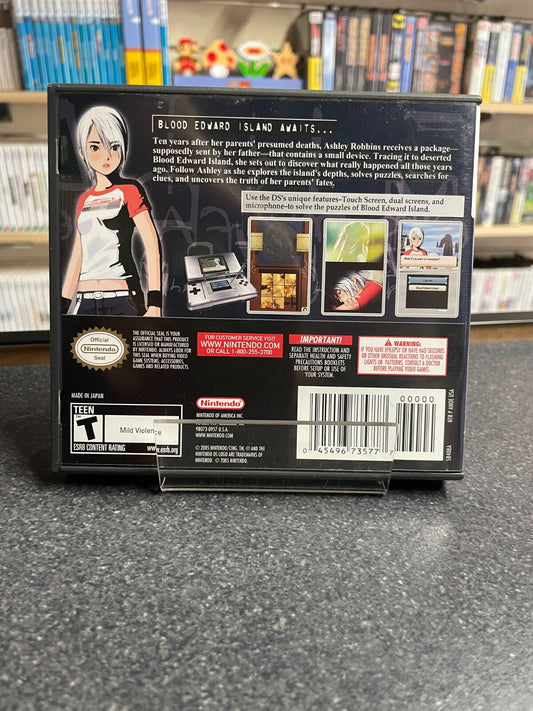 BLOOD EDWARD ISLAND AWAITS...
Ten years after her parents' presumed deaths, Ashley Robbins receives a package—
supposedly sent by her father—that contains a small device. Tracing it to deserted
Blood Edward Island, she sets out to discover what really happened all those years
ago. Follow Ashley as she explores the island's depths, solves puzzles, searches for
clues, and uncovers the truth of her parents' fates.
Use the DS's unique features–Touch Screen, dual screens, and
microphone–to solve the puzzles of Blood Edward Island.
Official
Nintendo
Seal
THE OFFICIAL SEAL IS YOUR
ASSURANCE THAT THIS PRODUCT
IS LICENSED OR MANUFACTURED
BY NINTENDO. ALWAYS LOOK FOR
THIS SEAL WHEN BUYING VIDEO
GAME SYSTEMS, ACCESSORIES,
GAMES AND RELATED PRODUCTS.
FOR CUSTOMER SERVICE VISIT
WWW.NINTENDO.COM
OR CALL 1-800-255-3700
IMPORTANT!
READ THE INSTRUCTION AND
SEPARATE HEALTH AND SAFETY
PRECAUTIONS BOOKLETS
BEFORE SETUP OR USE OF
YOUR SYSTEM.
WARNING:
IF YOU HAVE EPILEPSY OR HAVE HAD SEIZURES
OR OTHER UNUSUAL REACTIONS TO FLASHING
LIGHTS OR PATTERNS, CONSULT A DOCTOR
BEFORE PLAYING VIDEO GAMES.
MADE IN JAPAN
TEEN
T
ESRB CONTENT RATING
Mild Violence
www.esrb.org
Nintendo
NINTENDO OF AMERICA INC.
98073-0957 U.S.A.
WWW.NINTENDO.COM
© 2005 NINTENDO/CING. TM, ® AND THE
NINTENDO DS LOGO ARE TRADEMARKS OF
NINTENDO. © 2005 NINTENDO.
00000
0 45496 73577 7
NTR P ANDE USA
58408A